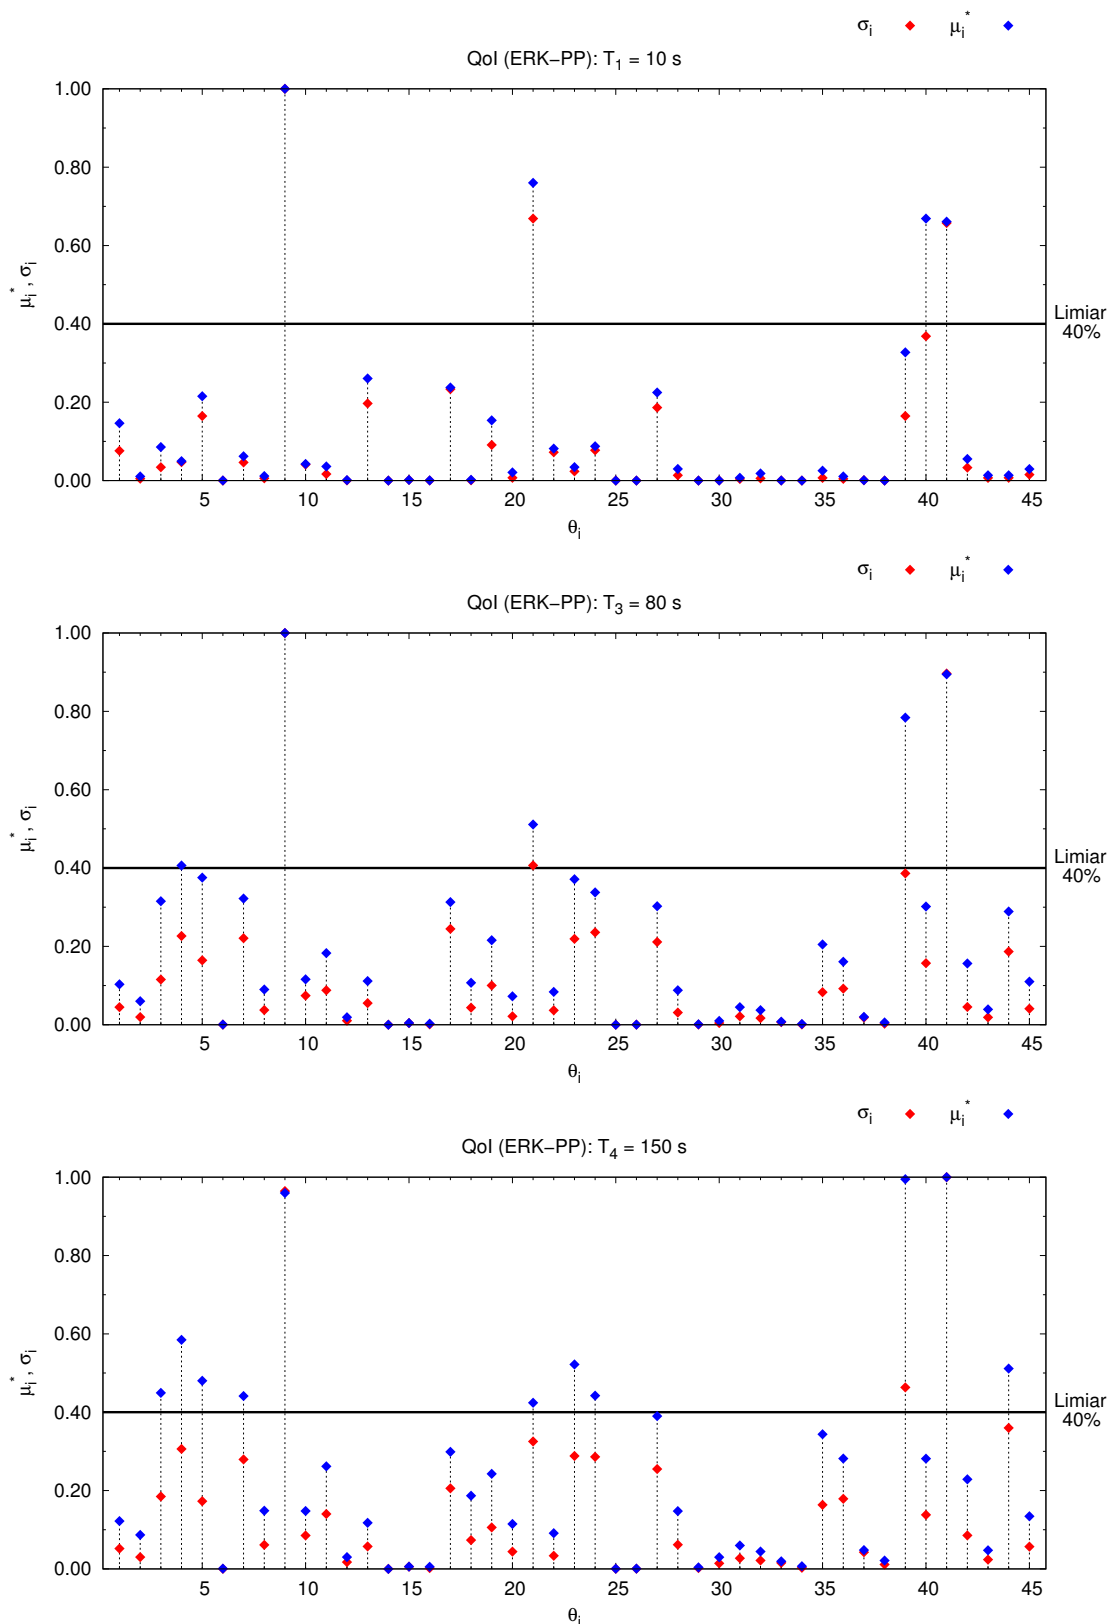 σi μi*
QoI (ERK−PP): T1 = 10 s
1.00
0.80
0.60
0.40
0.20
0.00
μi*, σi
Limiar
40%
5 10 15 20 25 30 35 40 45
θi
σi μi*
QoI (ERK−PP): T3 = 80 s
1.00
0.80
0.60
0.40
0.20
0.00
μi*, σi
Limiar
40%
5 10 15 20 25 30 35 40 45
θi
σi μi*
QoI (ERK−PP): T4 = 150 s
1.00
0.80
0.60
0.40
0.20
0.00
μi*, σi
Limiar
40%
5 10 15 20 25 30 35 40 45
θi